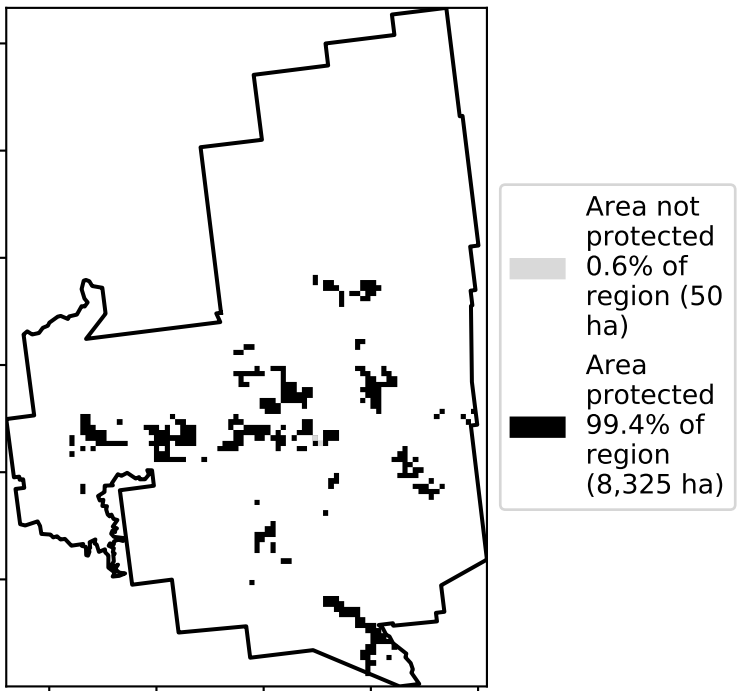 Area not
protected
0.6% of
region (50
ha)
Area
protected
99.4% of
region
(8,325 ha)